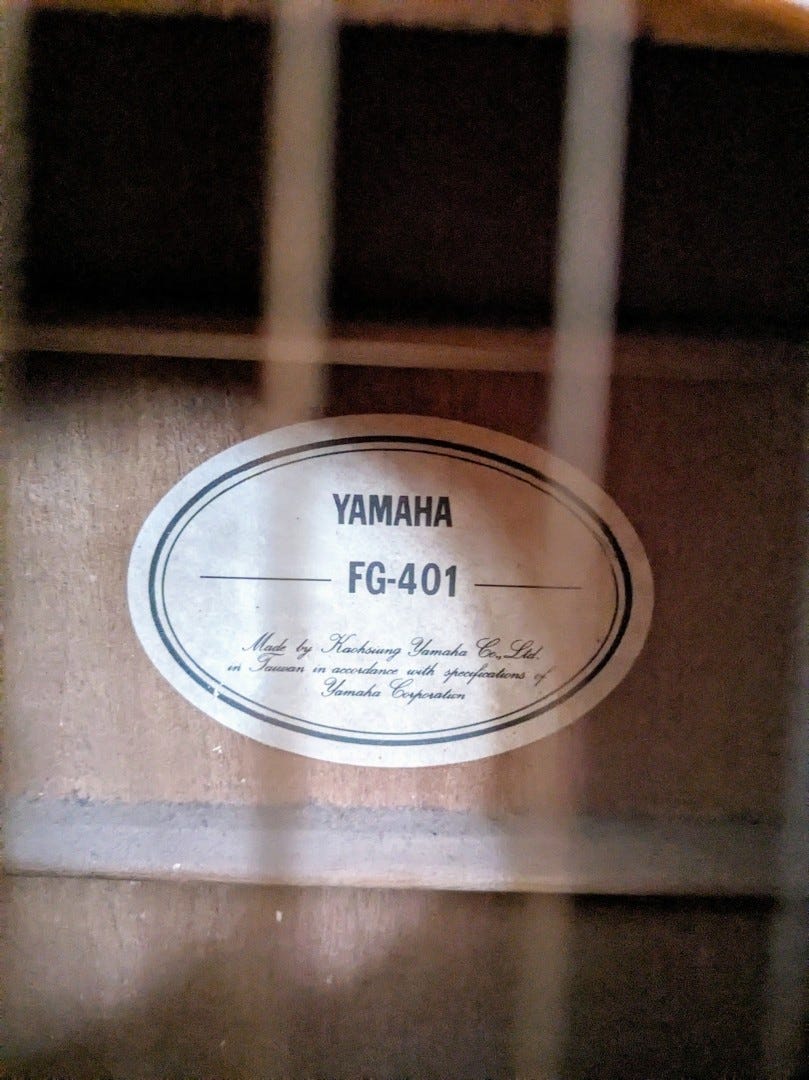 YAMAHA
FG-401
Made by Kaohsiung Yamaha Co., Ltd.
in Taiwan in accordance with specifications of
Yamaha Corporation